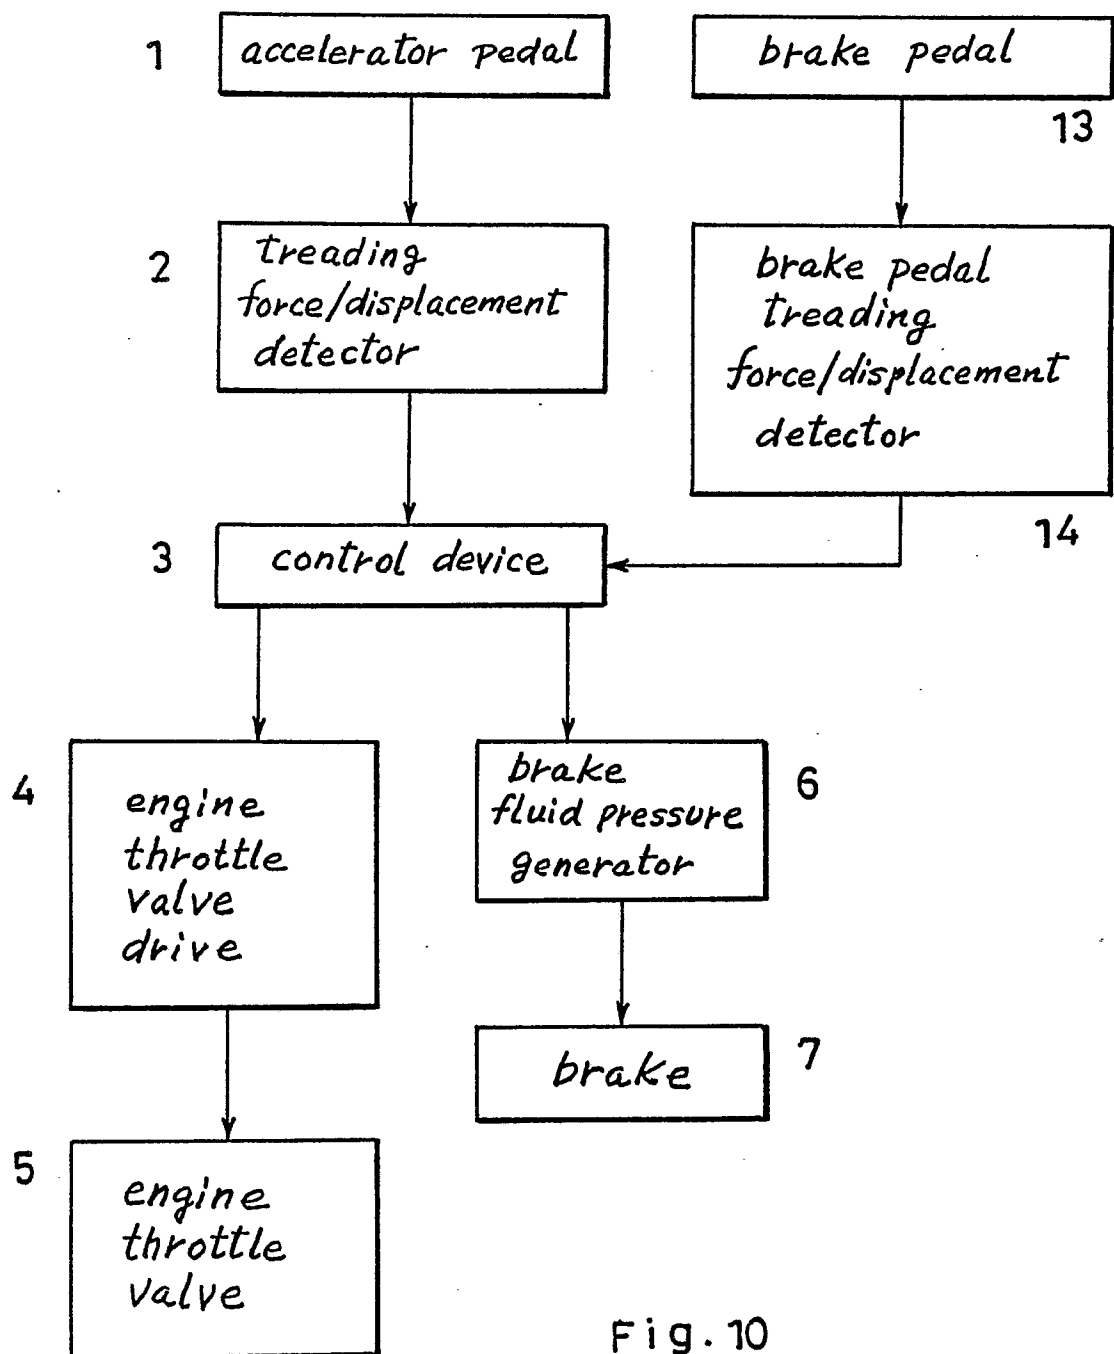 1
accelerator pedal
brake pedal
13
2
treading
force/displacement
detector
brake pedal
treading
force/displacement
detector
14
3
control device
4
engine
throttle
valve
drive
brake
fluid pressure
generator
6
brake
7
5
engine
throttle
valve
Fig. 10